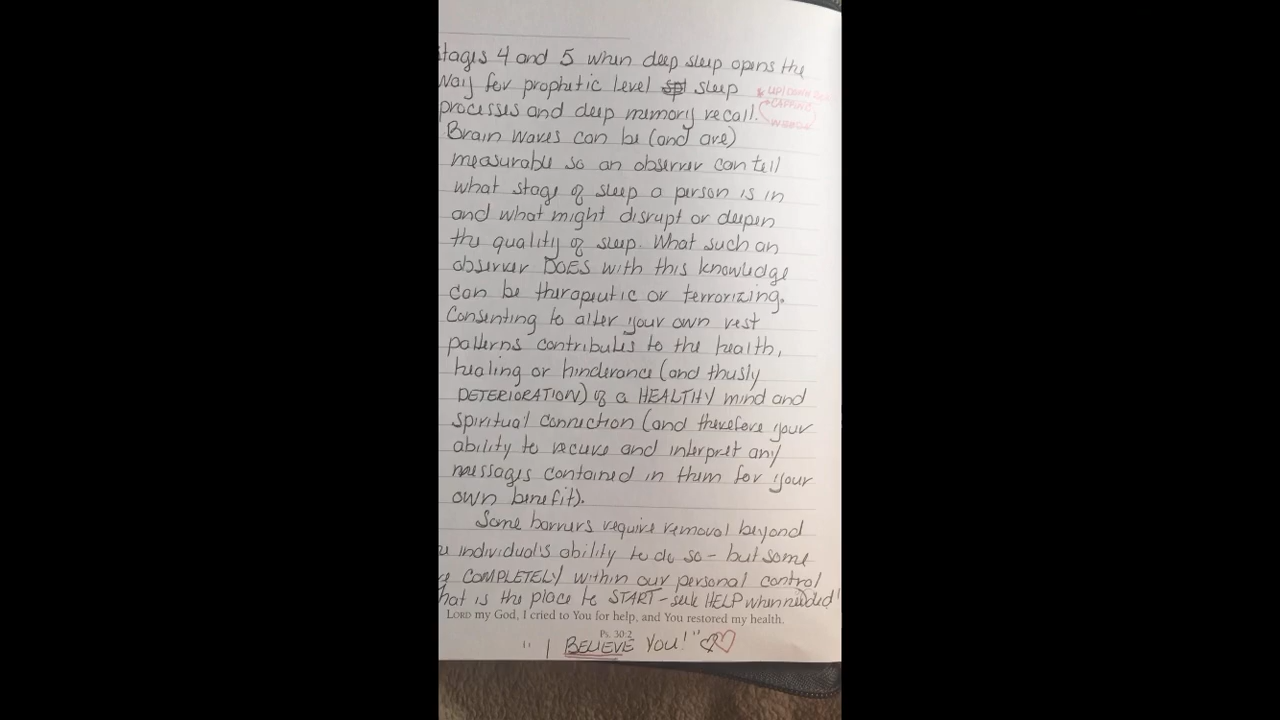 stages 4 and 5 when deep sleep opens the
way for prophetic level sleep
processes and deep memory recall.
Brain waves can be (and are)
measurable so an observer can tell
what stage of sleep a person is in
and what might disrupt or deepen
the quality of sleep. What such an
observer DOES with this knowledge
can be therapeutic or terrorizing.
Consenting to alter your own rest
patterns contributes to the health,
healing or hinderance (and thusly
DETERIORATION) of a HEALTHY mind and
spiritual connection (and therefore your
ability to receive and interpret any
messages contained in them for your
own benefit).
Some barriers require removal beyond
individual's ability to do so - but some
COMPLETELY within our personal control
that is the place to START - seek HELP when needed!
LORD my God, I cried to You for help, and You restored my health.
Ps. 30:2
" I BELIEVE YOU!"